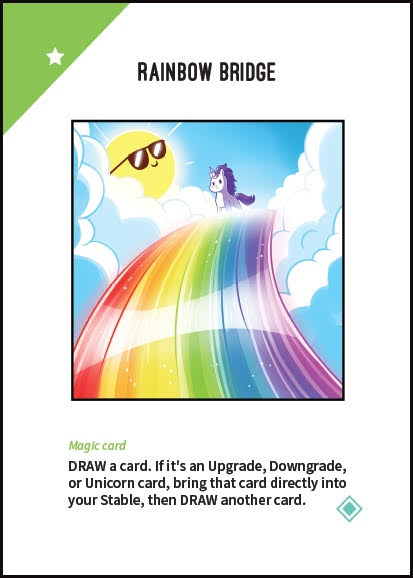 RAINBOW BRIDGE
Magic card
DRAW a card. If it's an Upgrade, Downgrade,
or Unicorn card, bring that card directly into
your Stable, then DRAW another card.